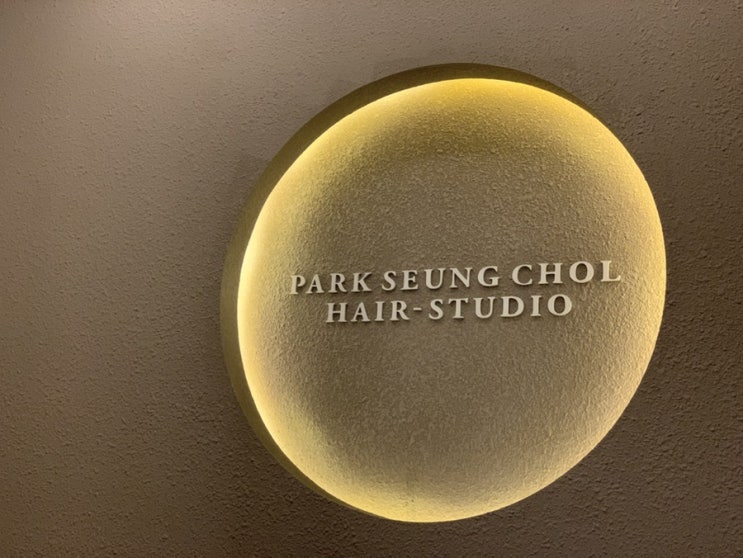 PARK SEUNG CHOL
HAIR-STUDIO